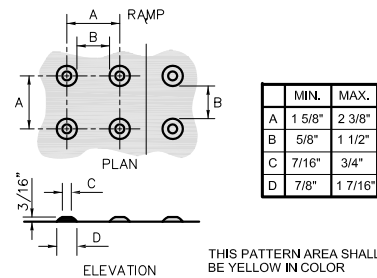 A
RAMP
B
A
B
PLAN
3/16"
C
D
ELEVATION
MIN. MAX.
A 1 5/8" 2 3/8"
B 5/8" 1 1/2"
C 7/16" 3/4"
D 7/8" 1 7/16"
THIS PATTERN AREA SHALL
BE YELLOW IN COLOR